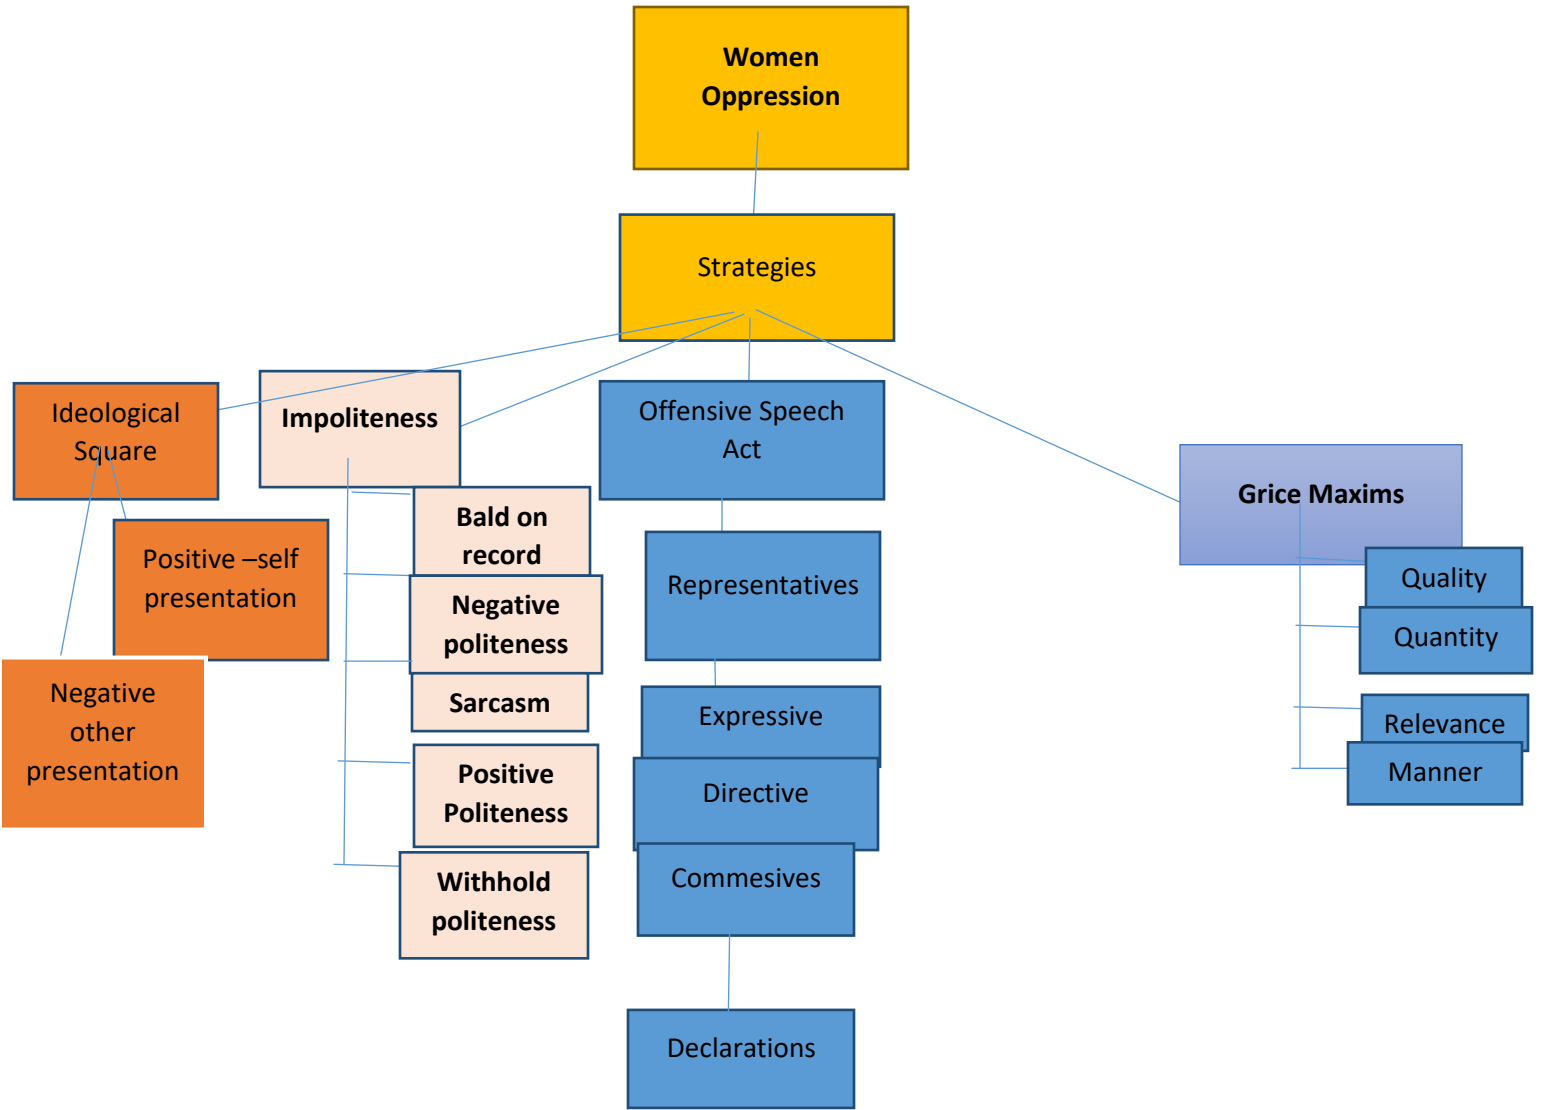 Women
Oppression
Strategies
Ideological
Square
Positive –self
presentation
Negative
other
presentation
Impoliteness
Bald on
record
Negative
politeness
Sarcasm
Positive
Politeness
Withhold
politeness
Offensive Speech
Act
Representatives
Expressive
Directive
Commesives
Declarations
Grice Maxims
Quality
Quantity
Relevance
Manner